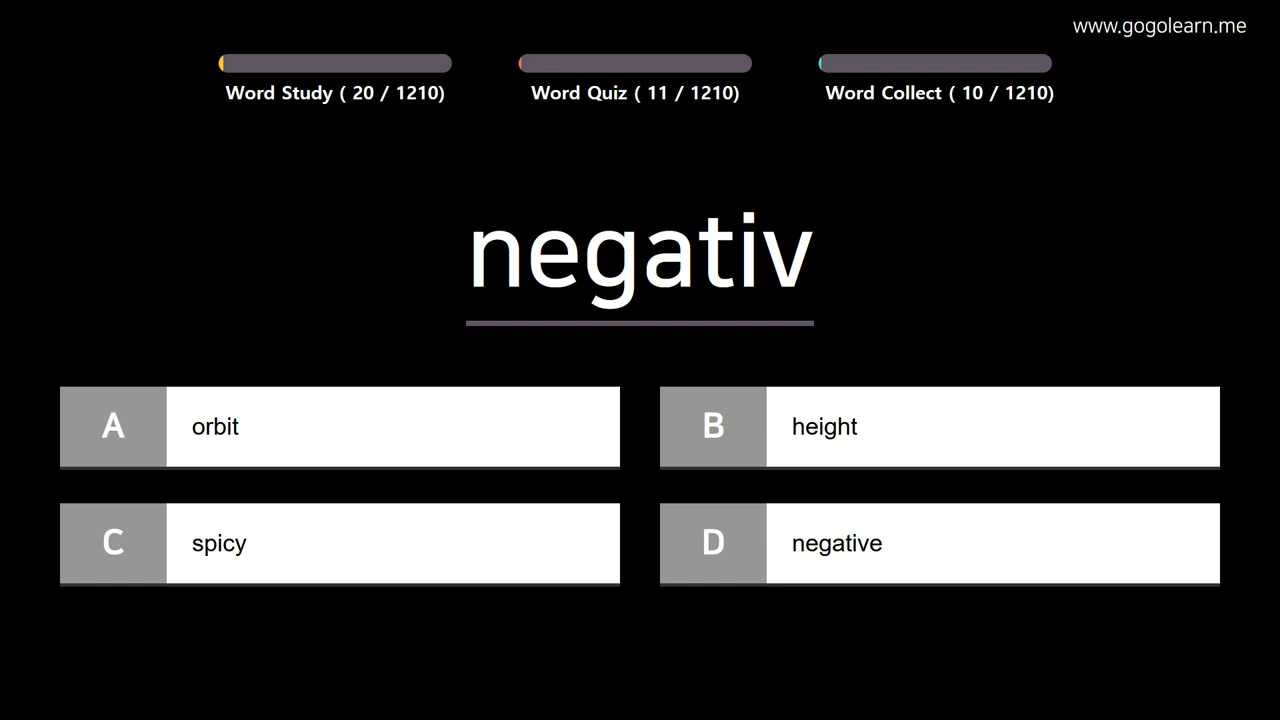 www.gogolearn.me
Word Study ( 20 / 1210)
Word Quiz ( 11 / 1210)
Word Collect ( 10 / 1210)
negativ
A orbit
B height
C spicy
D negative